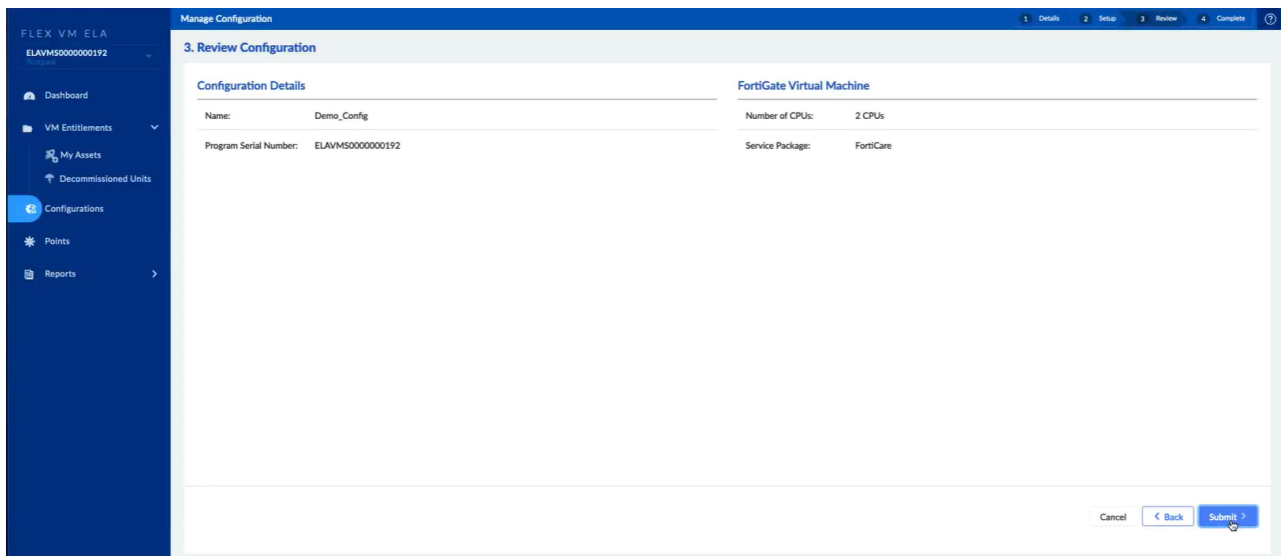 Manage Configuration
1 Details 2 Setup 3 Review 4 Complete ?
FLEX VM ELA
ELAVMS0000000192
Dashboard
VM Entitlements
My Assets
Decommissioned Units
Configurations
Points
Reports
3. Review Configuration
Configuration Details
Name: Demo_Config
Program Serial Number: ELAVMS0000000192
FortiGate Virtual Machine
Number of CPUs: 2 CPUs
Service Package: FortiCare
Cancel < Back Submit >